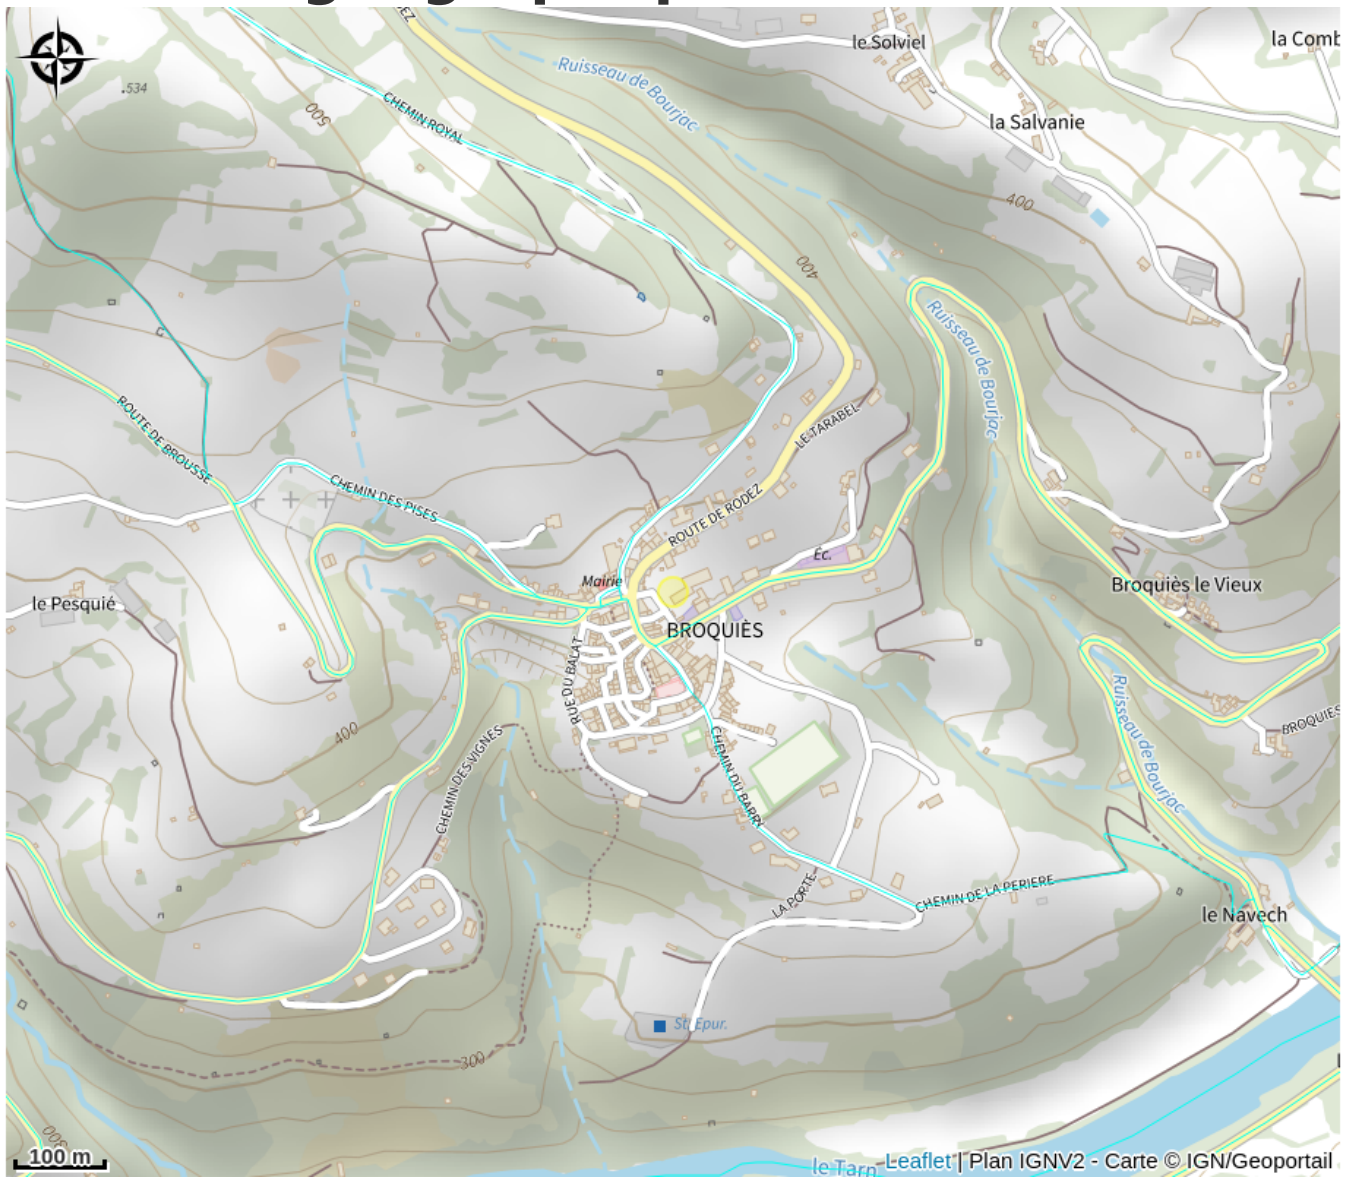 le Solviel
la Comb
Ruisseau de Bourjac
.534
500
CHEMIN ROYAL
la Salvanie
400
400
Ruisseau de Bourjac
ROUTE DE BROUSSE
LE TARABEL
CHEMIN DES PISES
ROUTE DE RODEZ
Éc.
Mairie
Broquiès le Vieux
le Pesquié
BROQUIÈS
RUE DU BALAT
Ruisseau de Bourjac
BROQUIES
400
CHEMIN DES VIGNES
CHEMIN DU BARRY
LA PORTE
CHEMIN DE LA PERIERE
le Navech
St. Epur.
300
300
100 m
le Tarn
Leaflet | Plan IGNV2 - Carte © IGN/Geoportail